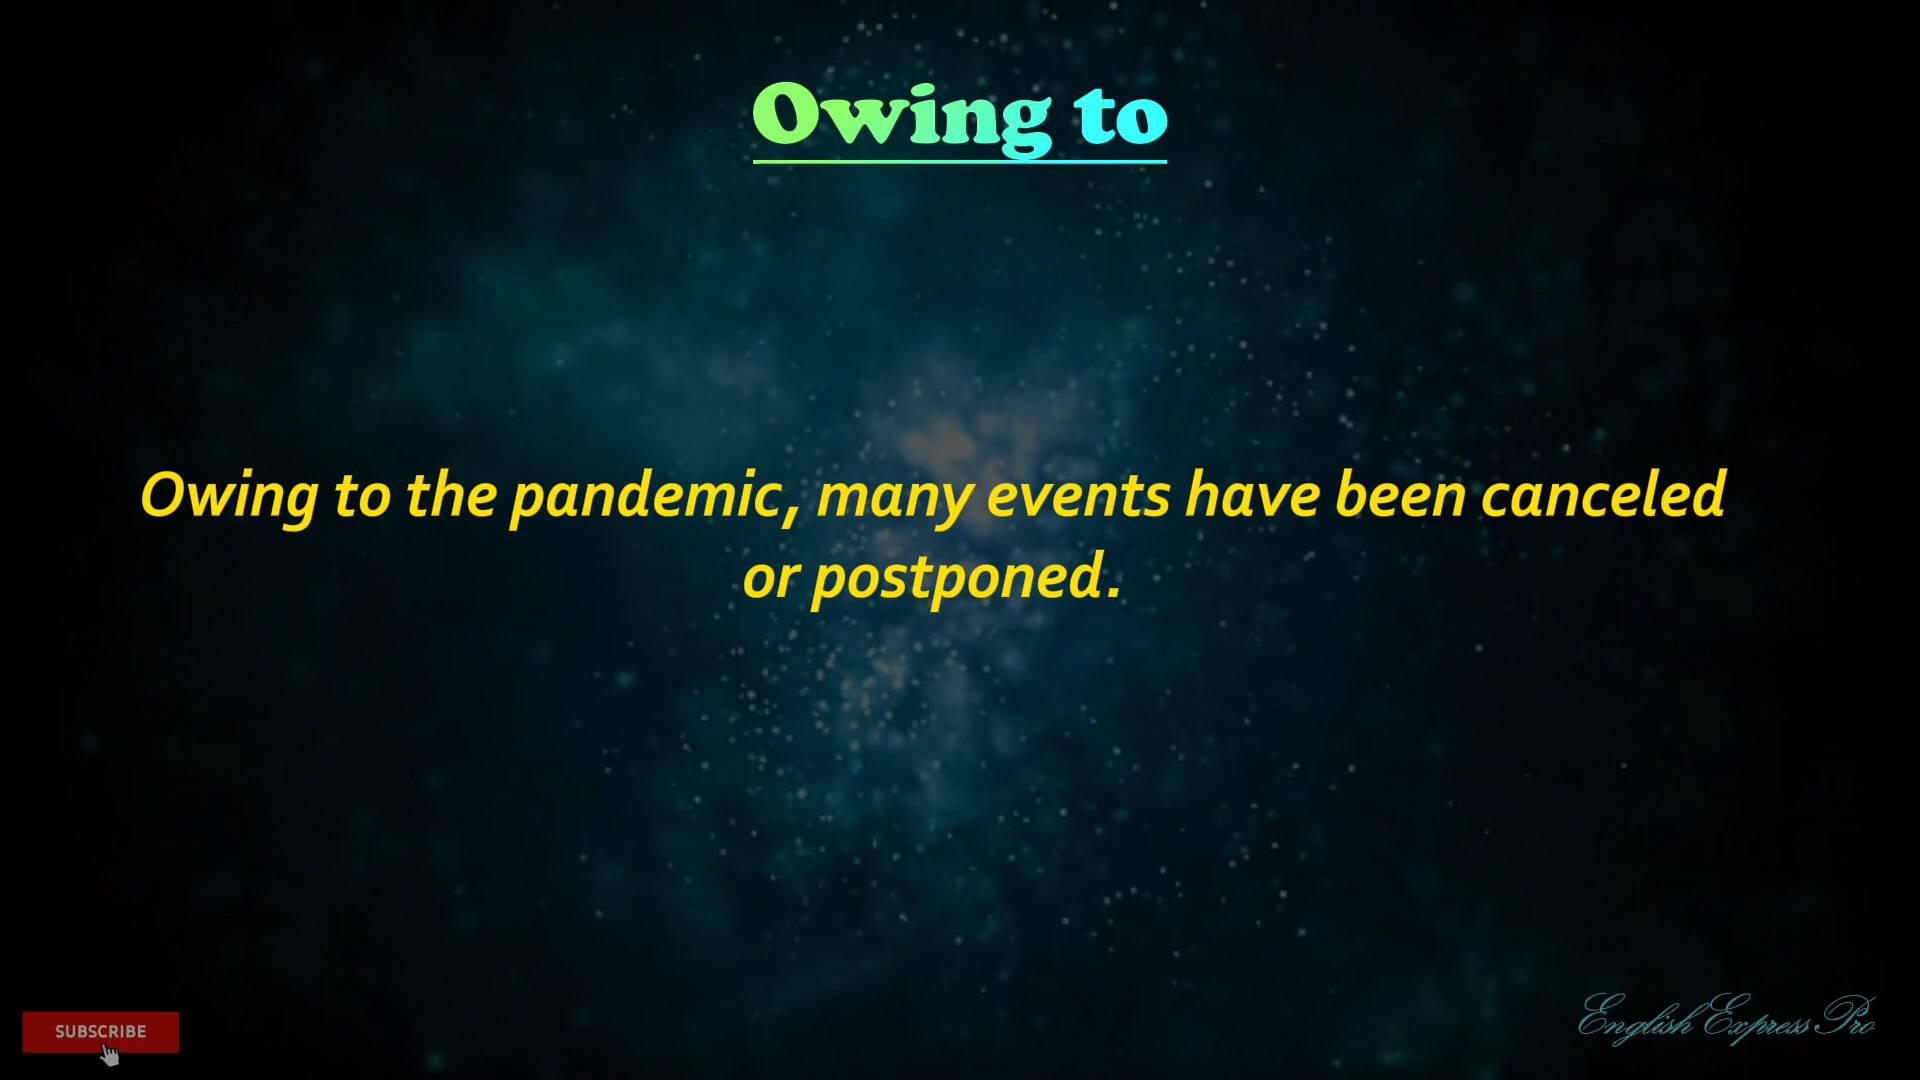 Owing to
Owing to the pandemic, many events have been canceled
or postponed.
SUBSCRIBE
English Express Pro